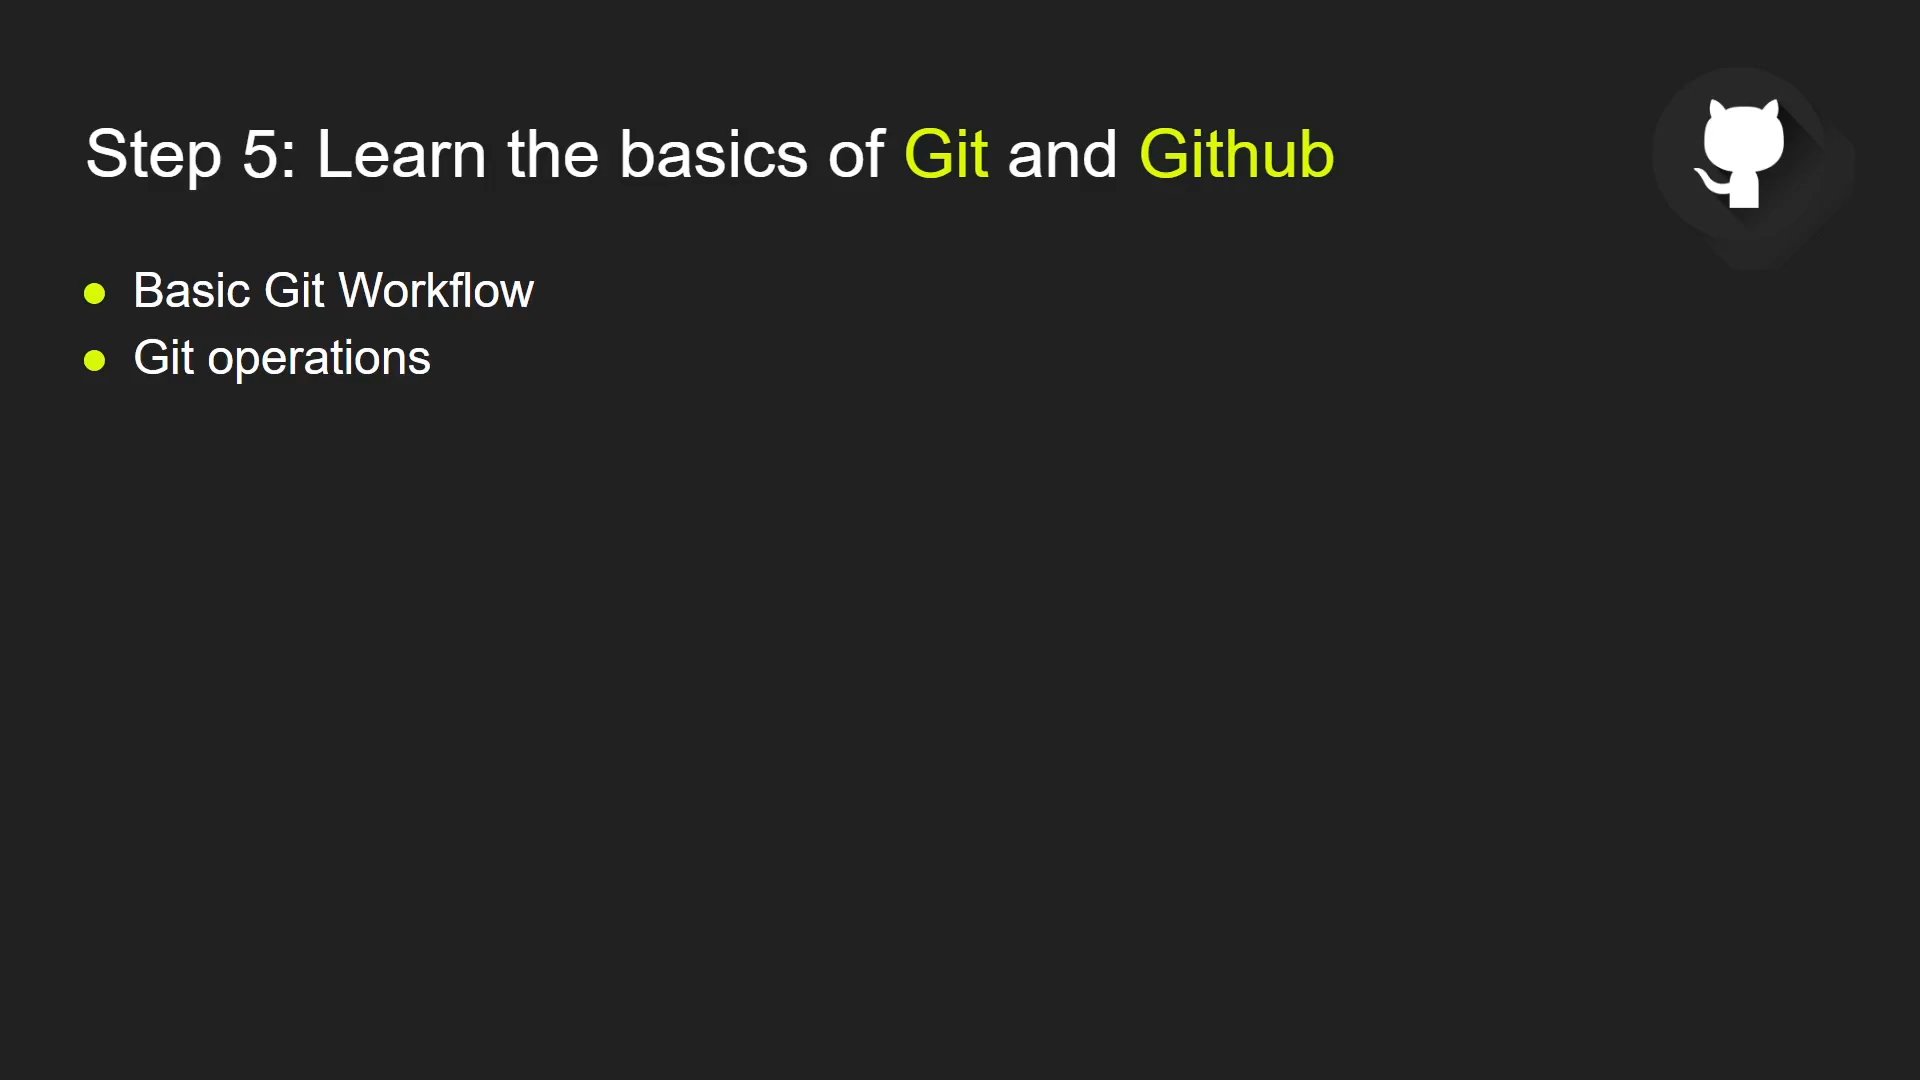 Step 5: Learn the basics of Git and Github
Basic Git Workflow
Git operations